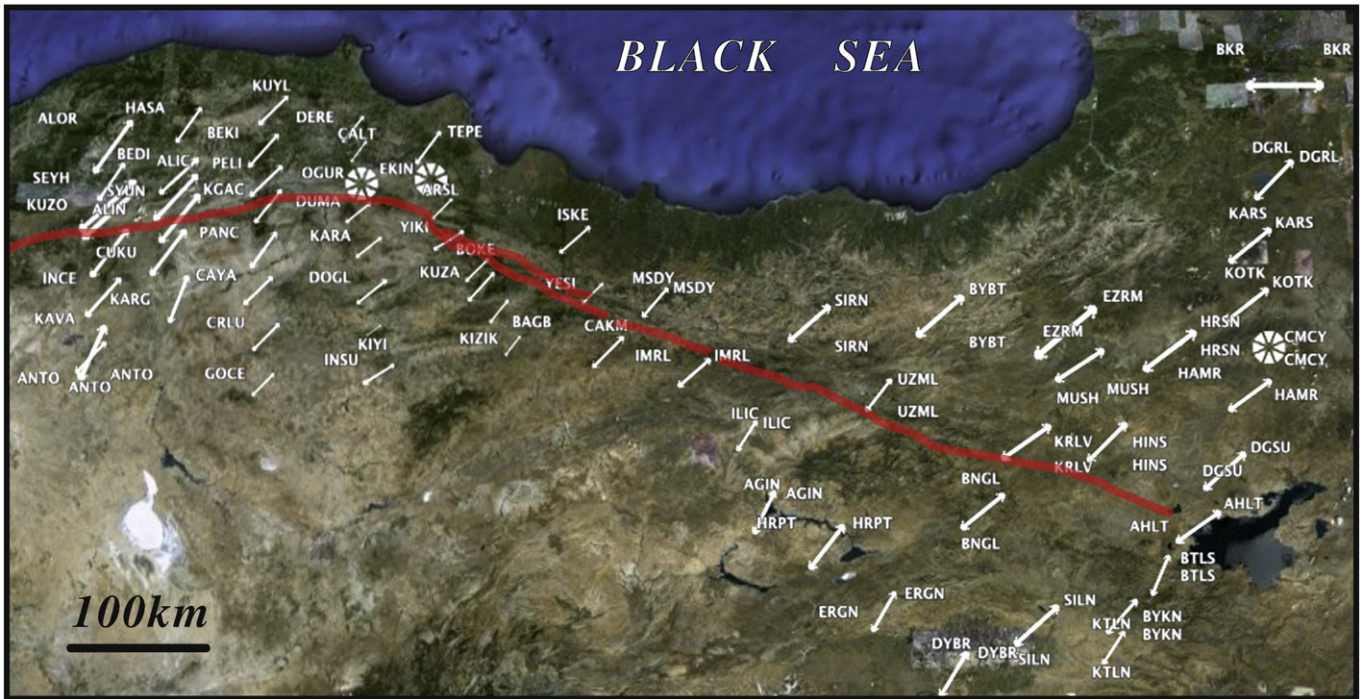 BLACK SEA
BKR
BKR
KUYL
HASA
ALOR
DERE
BEKI
ÇALT
TEPE
DGRL
DGRL
BEDI
ALIC
PELI
OGUR
EKIN
SEYH
SYUN
KGAC
ARSL
KUZO
ALIN
DUMA
ISKE
KARS
KARS
PANC
KARA
YIKI
BOKE
CUKU
KUZA
KOTK
KOTK
INCE
CAYA
DOGL
YESI
MSDY
MSDY
SIRN
BYBT
EZRM
KARG
KAVA
CRLU
BAGB
CAKM
HRSN
EZRM
KIZIK
KIYI
SIRN
BYBT
CMCY
HRSN
CMCY
INSU
IMRL
IMRL
GOCE
ANTO
ANTO
ANTO
UZML
MUSH
MUSH
HAMR
HAMR
UZML
ILIC
ILIC
KRLV
HINS
KRLV
HINS
DGSU
DGSU
BNGL
AGIN
AGIN
AHLT
AHLT
HRPT
HRPT
BNGL
BTLS
BTLS
ERGN
ERGN
SILN
BYKN
BYKN
KTLN
100km
DYBR
DYBR
SILN
KTLN